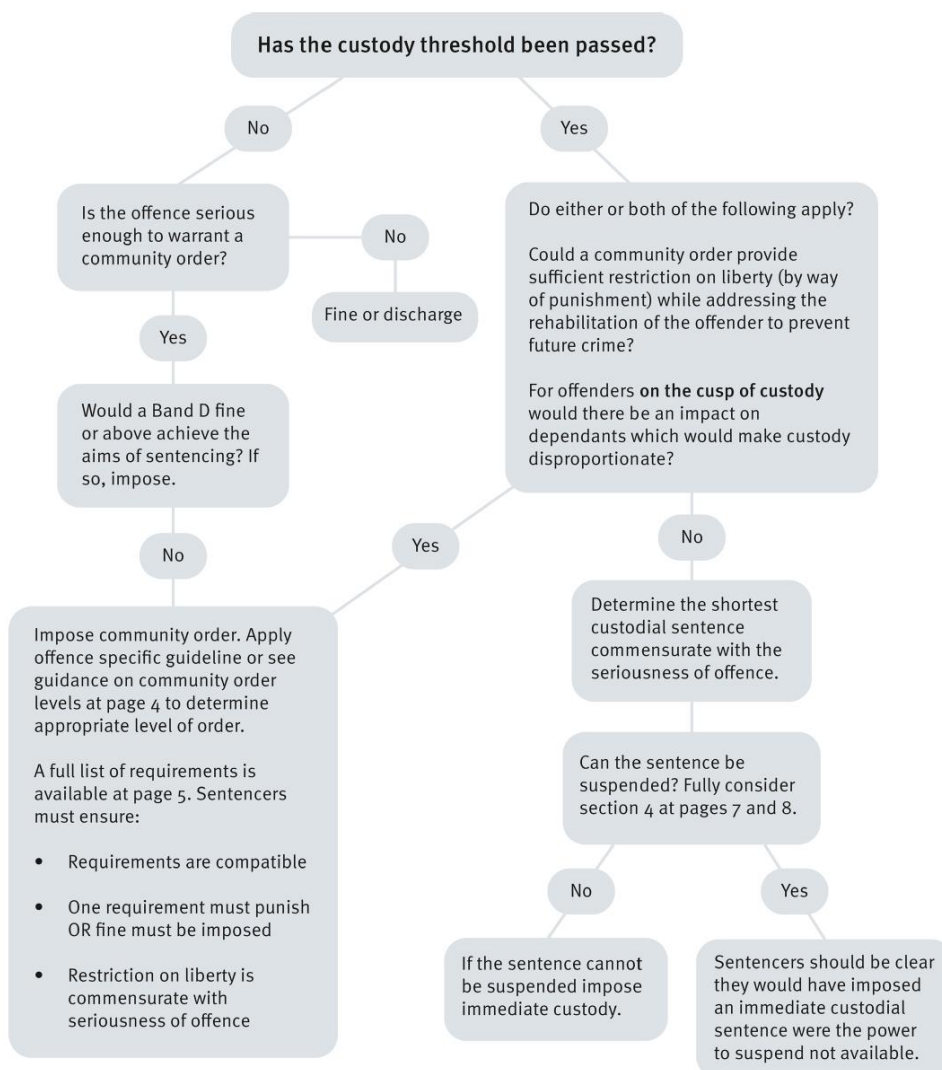 Has the custody threshold been passed?
No
Yes
Is the offence serious
enough to warrant a
community order?
No
Fine or discharge
Yes
Would a Band D fine
or above achieve the
aims of sentencing? If
so, impose.
No
Do either or both of the following apply?
Could a community order provide
sufficient restriction on liberty (by way
of punishment) while addressing the
rehabilitation of the offender to prevent
future crime?
For offenders on the cusp of custody
would there be an impact on
dependants which would make custody
disproportionate?
Yes
No
Impose community order. Apply
offence specific guideline or see
guidance on community order
levels at page 4 to determine
appropriate level of order.
A full list of requirements is
available at page 5. Sentencers
must ensure:
• Requirements are compatible
• One requirement must punish
OR fine must be imposed
• Restriction on liberty is
commensurate with
seriousness of offence
Determine the shortest
custodial sentence
commensurate with the
seriousness of offence.
Can the sentence be
suspended? Fully consider
section 4 at pages 7 and 8.
No
Yes
If the sentence cannot
be suspended impose
immediate custody.
Sentencers should be clear
they would have imposed
an immediate custodial
sentence were the power
to suspend not available.